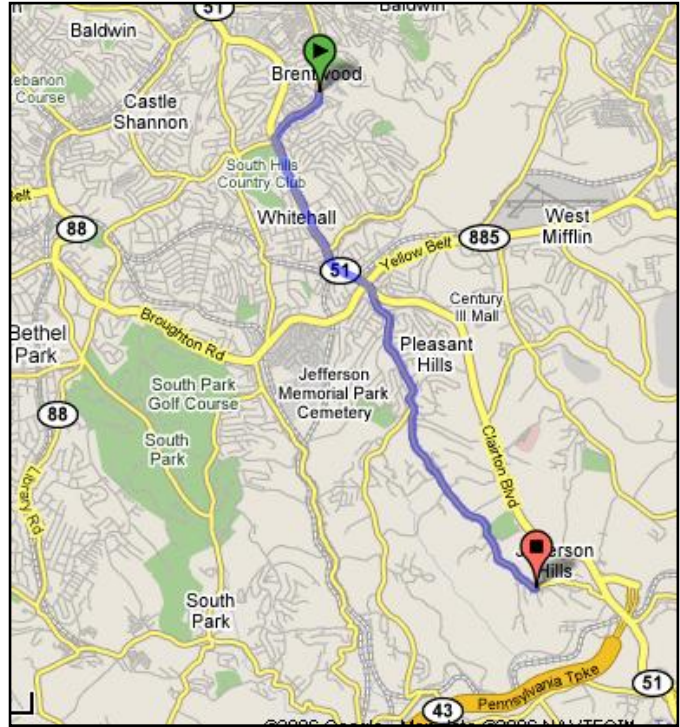 51
Baldwin
Baldwin
Brentwood
ebanon
Course
Castle
Shannon
South Hills
Country Club
elt
Whitehall
88
885
West
Mifflin
51
Yellow Belt
Century
III Mall
Broughton Rd
Bethel
Park
Pleasant
Hills
South Park
Golf Course
Jefferson
Memorial Park
Cemetery
88
South
Park
Clairton Blvd
Library Rd
Jefferson
Hills
South
Park
Pennsylvania Tpke
51
43